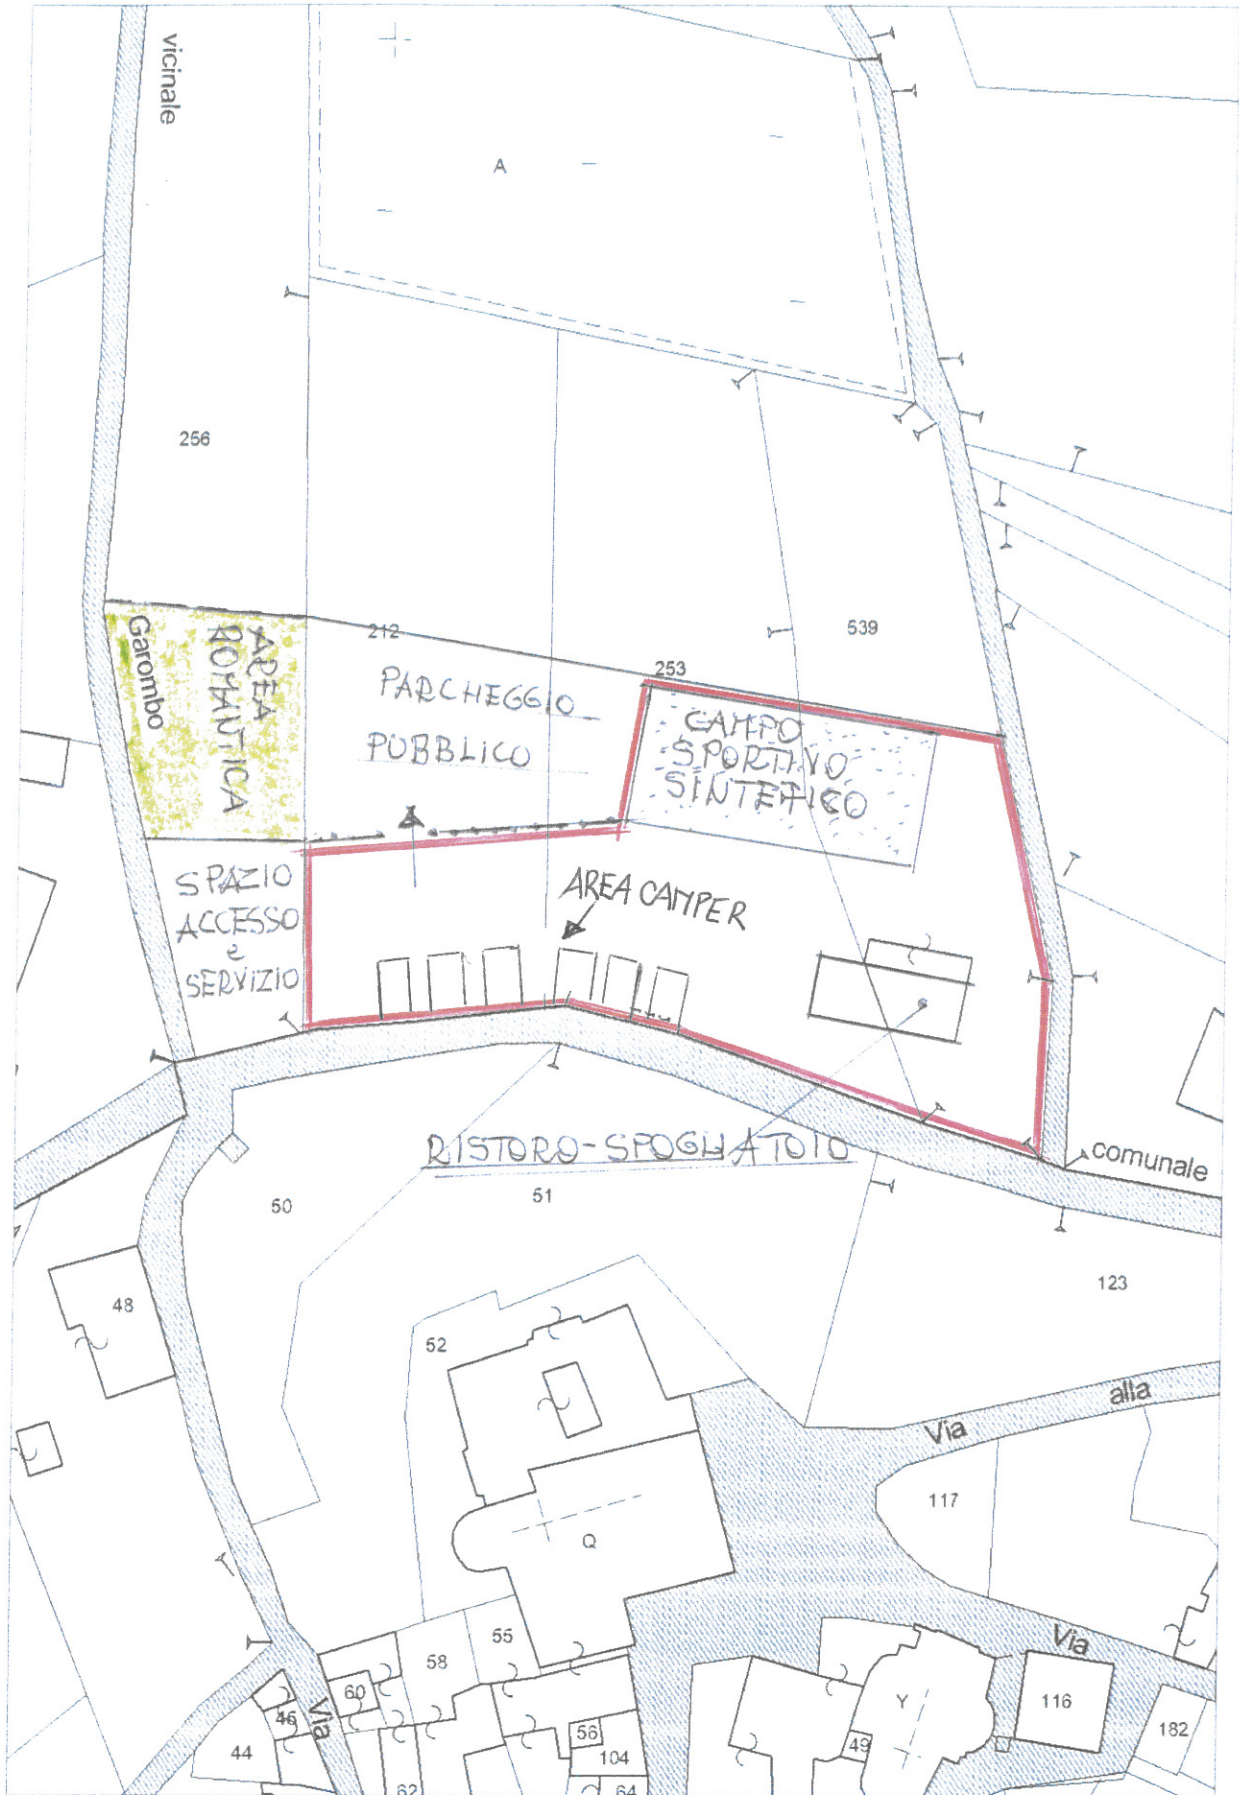 vicinale
A
256
212
539
253
Garombo
AREA
ROMANTICA
PARCHEGGIO
PUBBLICO
CAMPO
SPORTIVO
SINTETICO
SPAZIO
ACCESSO
e
SERVIZIO
AREA CAMPER
RISTORO-SPOGLIATOIO
comunale
50
51
123
48
52
Via
alla
117
Q
55
58
60
Via
Via
46
44
62
56
104
64
49
Y
116
182